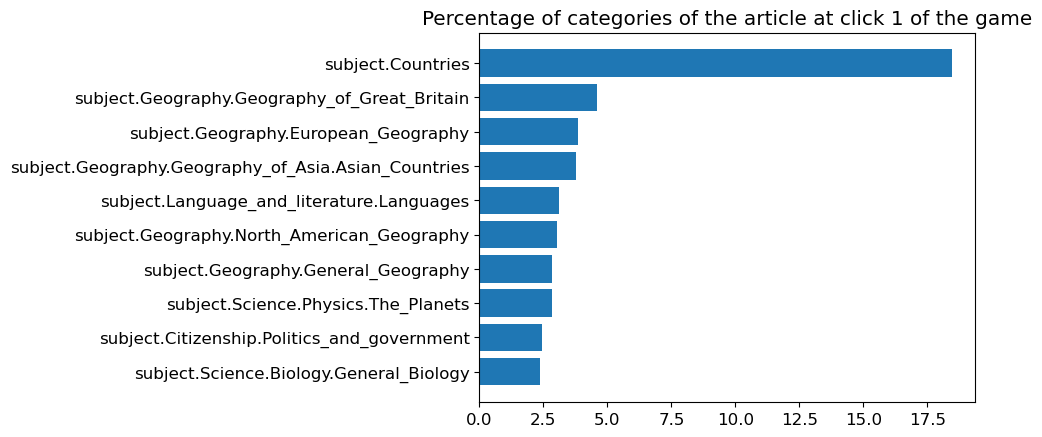 Percentage of categories of the article at click 1 of the game
subject.Countries
subject.Geography.Geography_of_Great_Britain
subject.Geography.European_Geography
subject.Geography.Geography_of_Asia.Asian_Countries
subject.Language_and_literature.Languages
subject.Geography.North_American_Geography
subject.Geography.General_Geography
subject.Science.Physics.The_Planets
subject.Citizenship.Politics_and_government
subject.Science.Biology.General_Biology
0.0 2.5 5.0 7.5 10.0 12.5 15.0 17.5